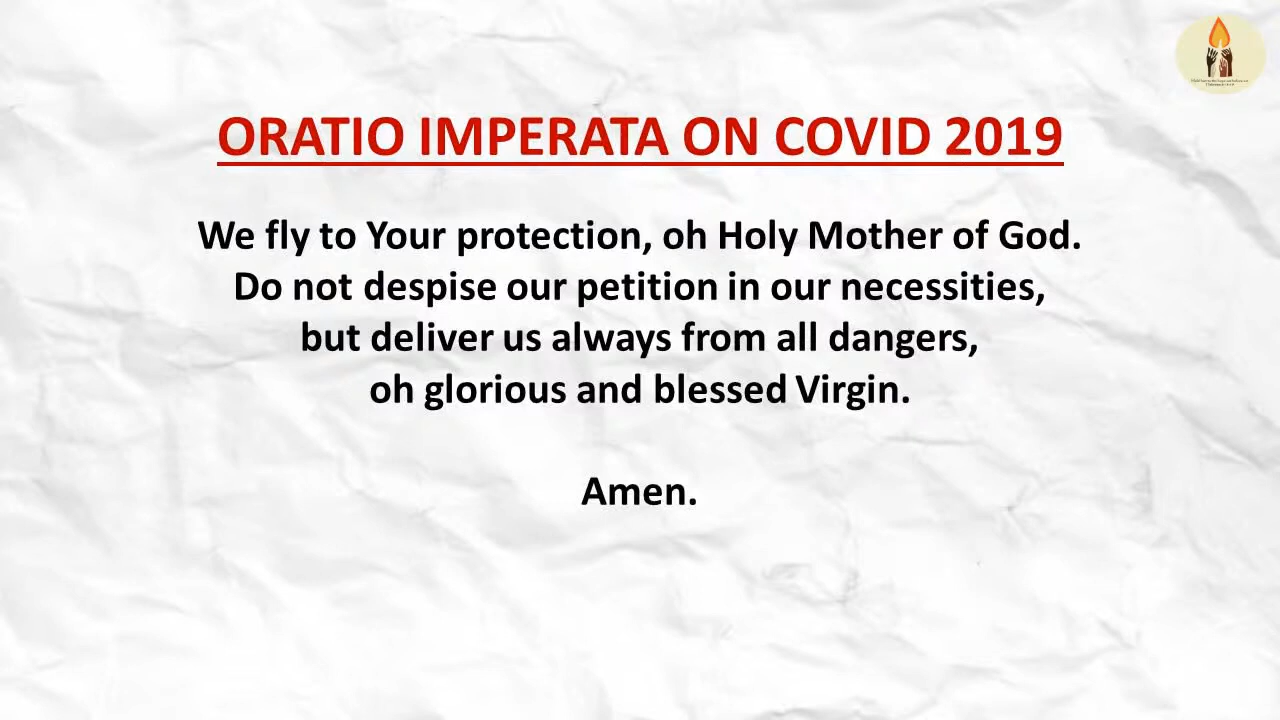 ORATIO IMPERATA ON COVID 2019
We fly to Your protection, oh Holy Mother of God.
Do not despise our petition in our necessities,
but deliver us always from all dangers,
oh glorious and blessed Virgin.
Amen.